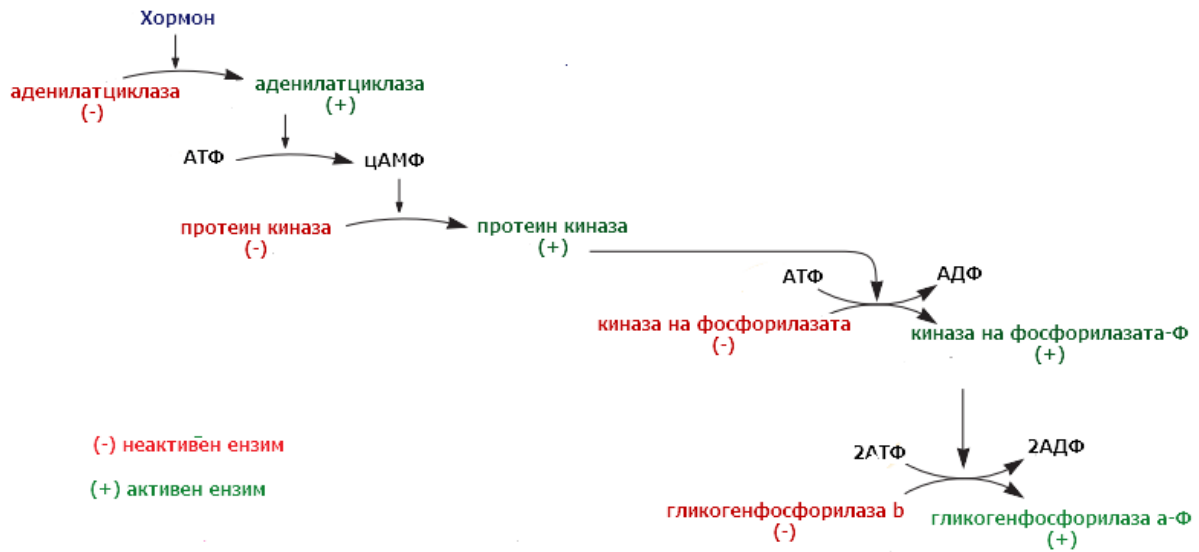 Хормон
аденилатциклаза
(-)
аденилатциклаза
(+)
АТФ
цАМФ
протеин киназа
(-)
протеин киназа
(+)
АТФ
АДФ
киназа на фосфорилазата
(-)
киназа на фосфорилазата-Ф
(+)
(-) неактивен ензим
(+) активен ензим
2АТФ
2АДФ
гликогенфосфорилаза b
(-)
гликогенфосфорилаза а-Ф
(+)